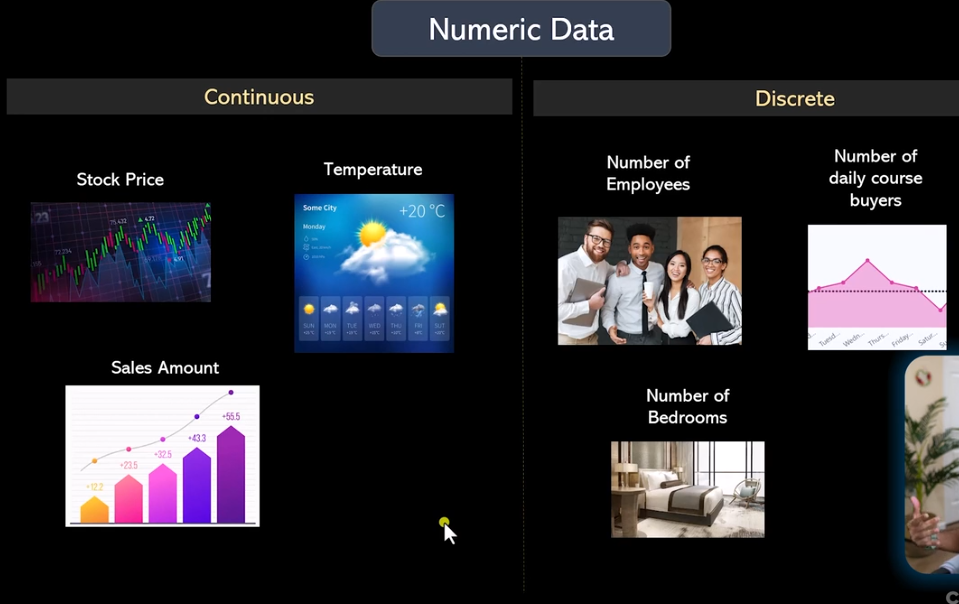 Numeric Data
Continuous
Discrete
Stock Price
Temperature
Some City
Monday
+20 °C
SUN MON TUE WED THU FRI SAT
Number of
Employees
Number of
daily course
buyers
Tuesd... Wedn... Thurs... Friday... Satur... Su
Sales Amount
+12.2
+23.5
+32.5
+43.3
+55.5
Number of
Bedrooms